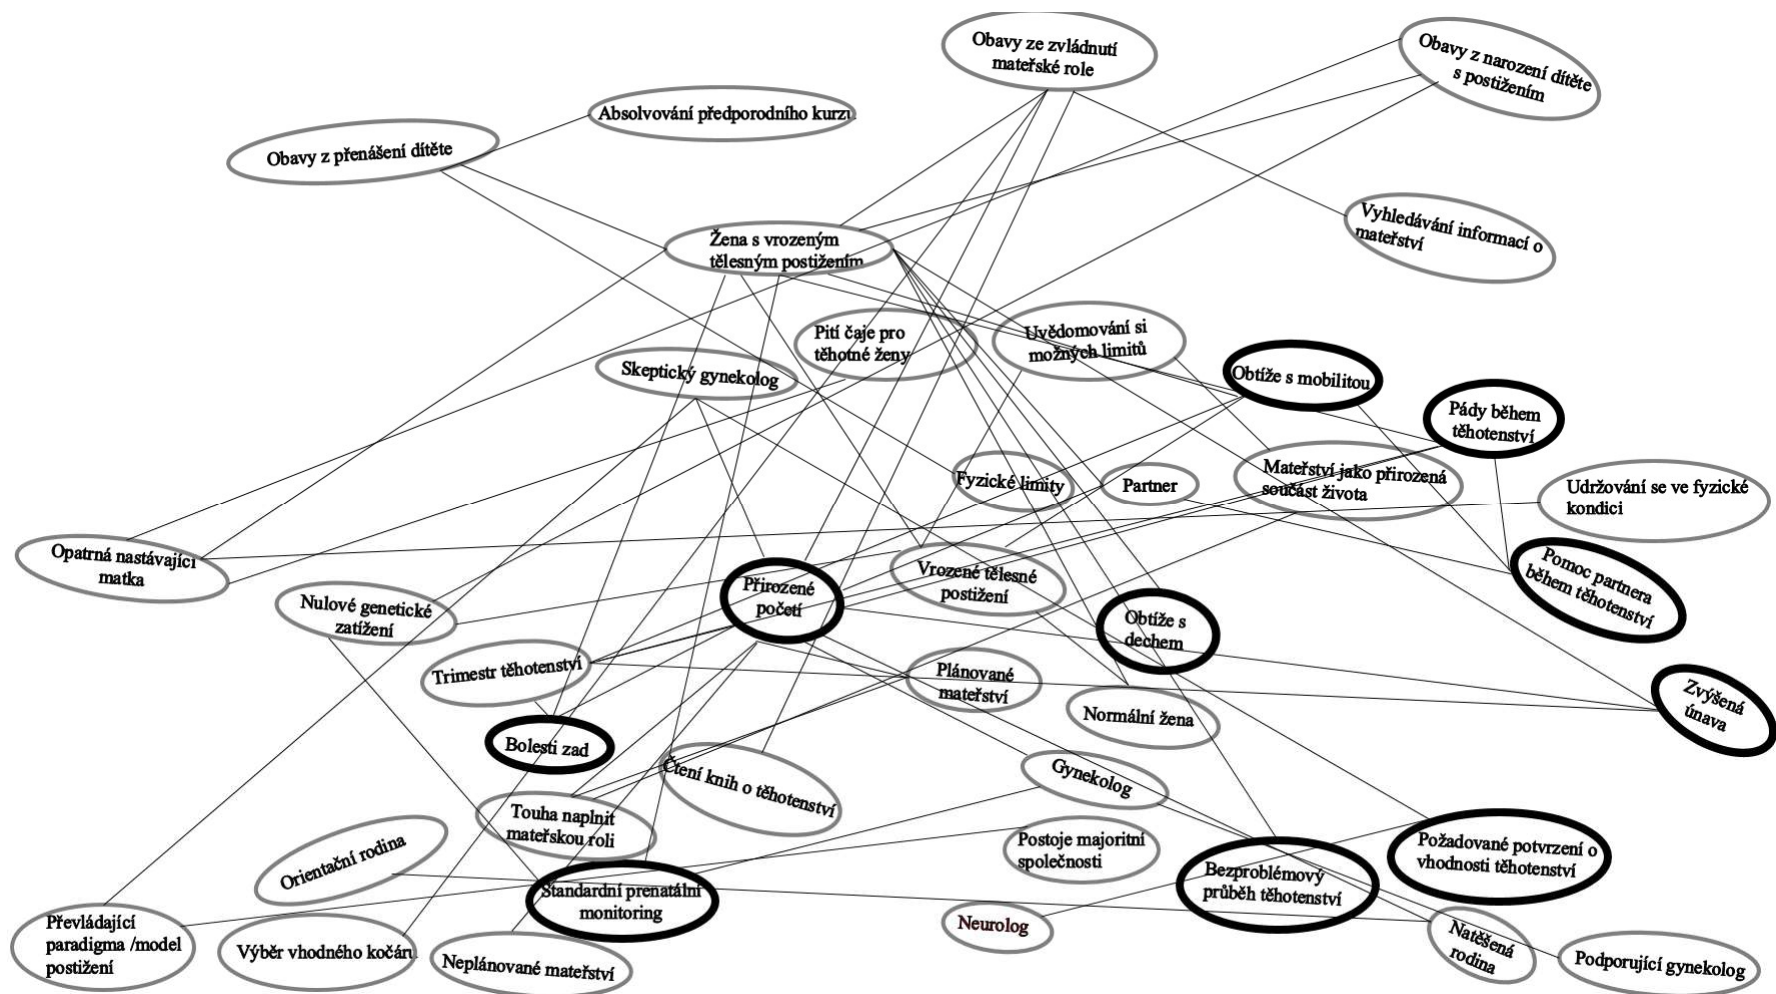 Obavy ze zvládnutí
mateřské role
Obavy z narození dítěte
s postižením
Absolvování předporodního kurzu
Obavy z přenášení dítěte
Vyhledávání informací o
mateřství
Žena s vrozeným
tělesným postižením
Pití čaje pro
těhotné ženy
Uvědomování si
možných limitů
Skeptický gynekolog
Obtíže s mobilitou
Pády během
těhotenství
Fyzické limity
Partner
Mateřství jako přirozená
součást života
Udržování se ve fyzické
kondici
Opatrná nastávající
matka
Nulové genetické
zatížení
Přirozené
početí
Vrozené tělesné
postižení
Pomoc partnera
během těhotenství
Obtíže s
dechem
Trimestr těhotenství
Plánované
mateřství
Normální žena
Zvýšená
únava
Bolesti zad
Čtení knih o těhotenství
Gynekolog
Touha naplnit
mateřskou roli
Orientační rodina
Postoje majoritní
společnosti
Požadované potvrzení o
vhodnosti těhotenství
Bezproblémový
průběh těhotenství
Standardní prenatální
monitoring
Převládající
paradigma /model
postižení
Výběr vhodného kočáru
Neplánované mateřství
Neurolog
Natěšená
rodina
Podporující gynekolog